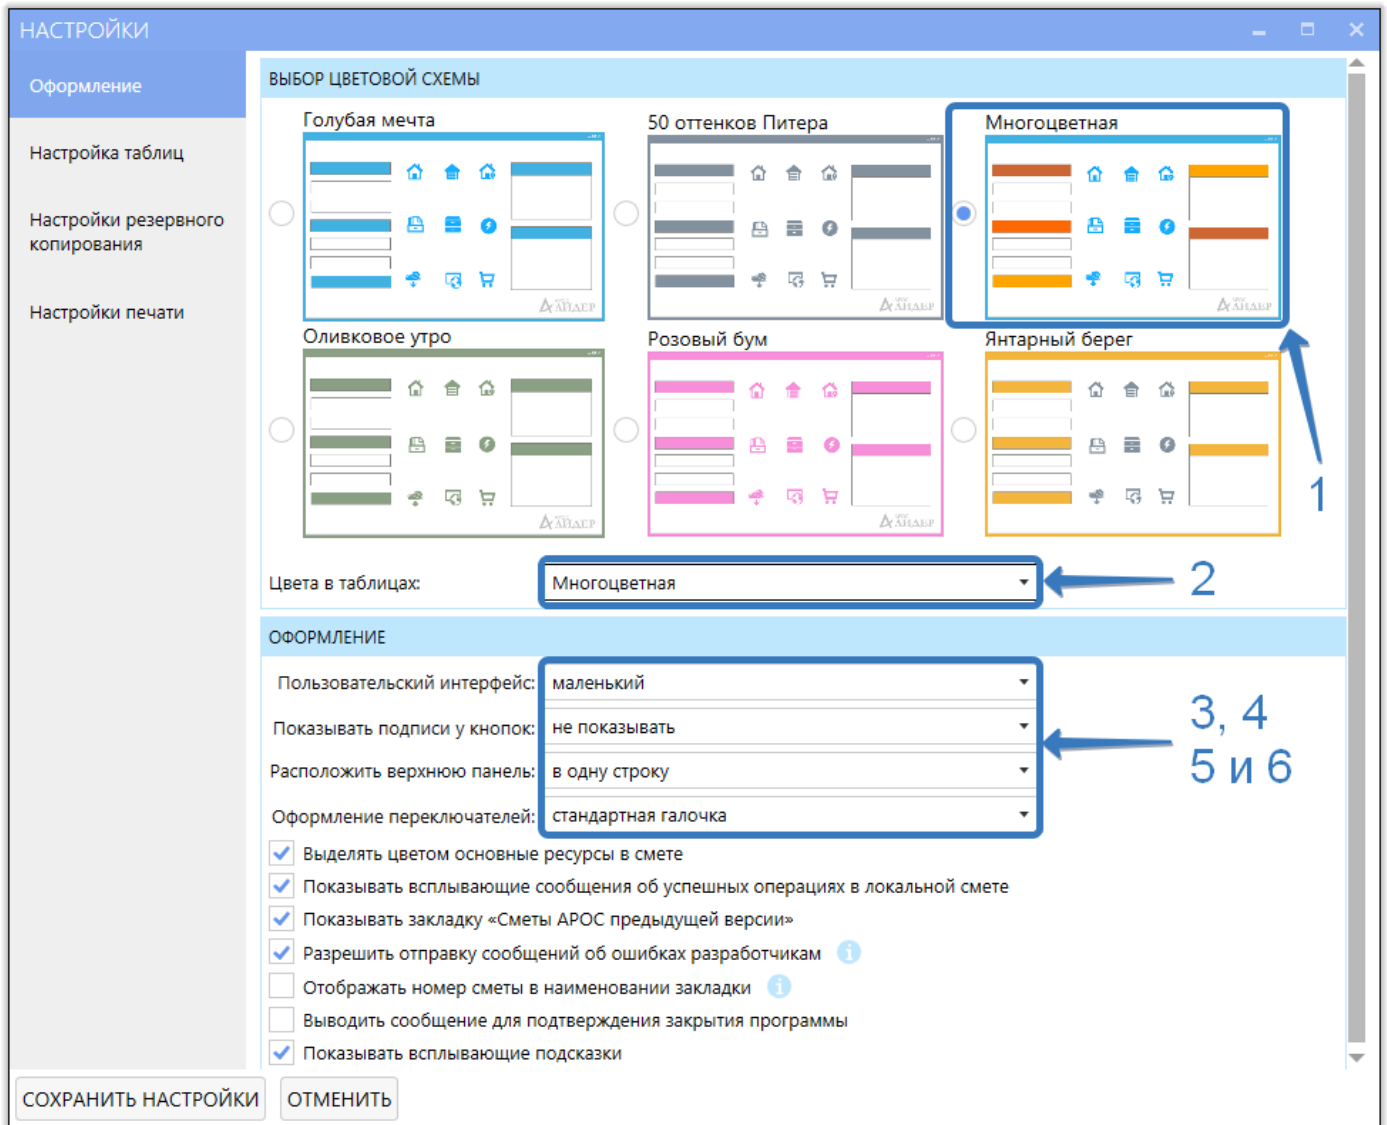 НАСТРОЙКИ
Оформление
Настройка таблиц
Настройки резервного
копирования
Настройки печати
ВЫБОР ЦВЕТОВОЙ СХЕМЫ
Голубая мечта
50 оттенков Питера
Многоцветная
Оливковое утро
Розовый бум
Янтарный берег
1
Цвета в таблицах:
Многоцветная
2
ОФОРМЛЕНИЕ
Пользовательский интерфейс:
маленький
Показывать подписи у кнопок:
не показывать
Расположить верхнюю панель:
в одну строку
Оформление переключателей:
стандартная галочка
3, 4
5 и 6
Выделять цветом основные ресурсы в смете
Показывать всплывающие сообщения об успешных операциях в локальной смете
Показывать закладку «Сметы АРОС предыдущей версии»
Разрешить отправку сообщений об ошибках разработчикам
Отображать номер сметы в наименовании закладки
Выводить сообщение для подтверждения закрытия программы
Показывать всплывающие подсказки
СОХРАНИТЬ НАСТРОЙКИ
ОТМЕНИТЬ